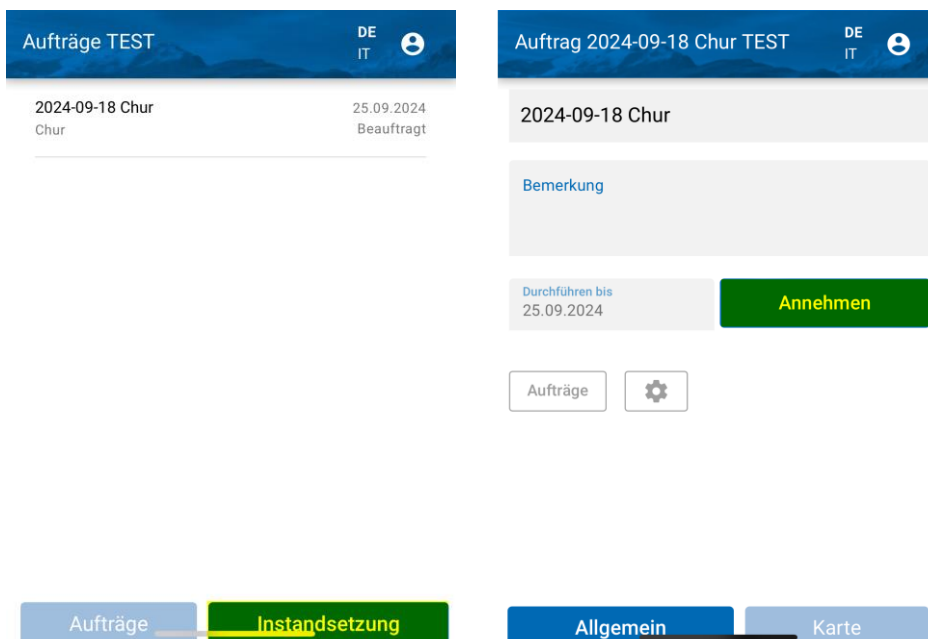 Aufträge TEST
DE
IT
2024-09-18 Chur
25.09.2024
Chur
Beauftragt
Aufträge
Instandsetzung
Auftrag 2024-09-18 Chur TEST
DE
IT
2024-09-18 Chur
Bemerkung
Durchführen bis
25.09.2024
Annehmen
Aufträge
Allgemein
Karte